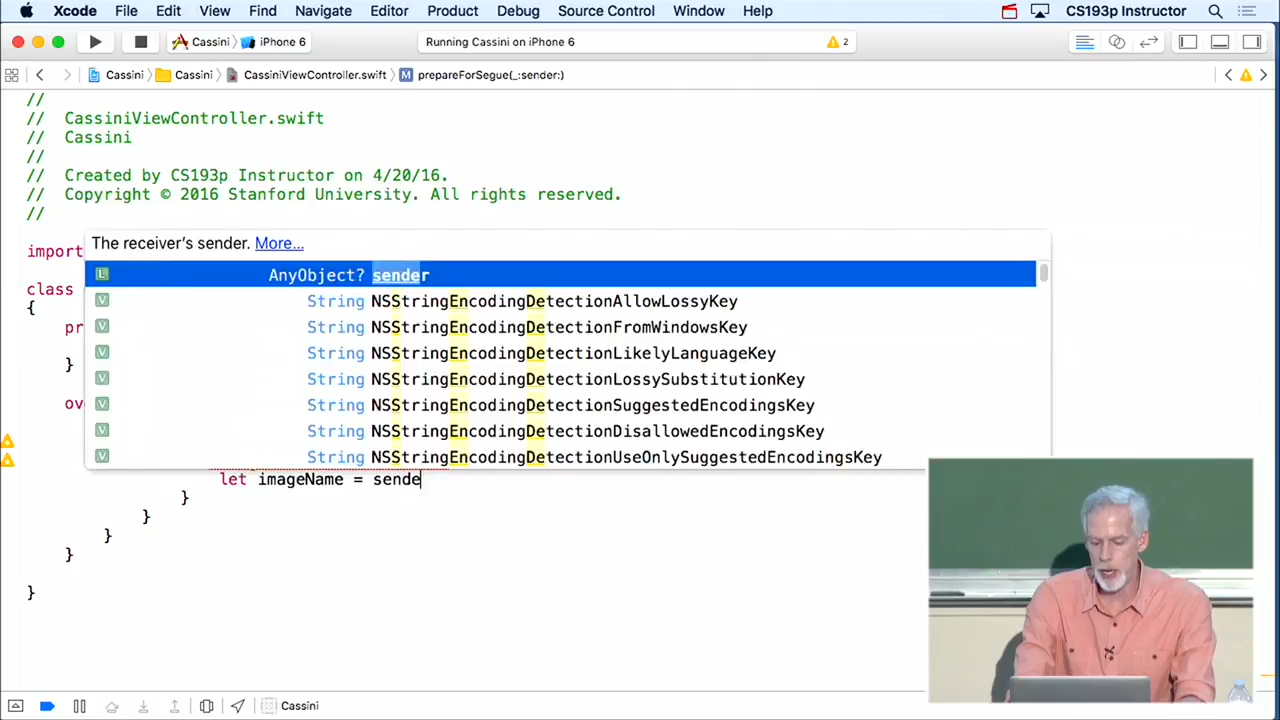 Xcode File Edit View Find Navigate Editor Product Debug Source Control Window Help CS193p Instructor
Cassini iPhone 6 Running Cassini on iPhone 6 2
Cassini Cassini CassiniViewController.swift M prepareForSegue(_:sender:)
//
// CassiniViewController.swift
// Cassini
//
// Created by CS193p Instructor on 4/20/16.
// Copyright © 2016 Stanford University. All rights reserved.
//
import
The receiver's sender. More...
L AnyObject? sender
class
V String NSStringEncodingDetectionAllowLossyKey
{
pr
V String NSStringEncodingDetectionFromWindowsKey
V String NSStringEncodingDetectionLikelyLanguageKey
}
V String NSStringEncodingDetectionLossySubstitutionKey
ov
V String NSStringEncodingDetectionSuggestedEncodingsKey
V String NSStringEncodingDetectionDisallowedEncodingsKey
V String NSStringEncodingDetectionUseOnlySuggestedEncodingsKey
let imageName = sende
}
}
}
}
}
Cassini